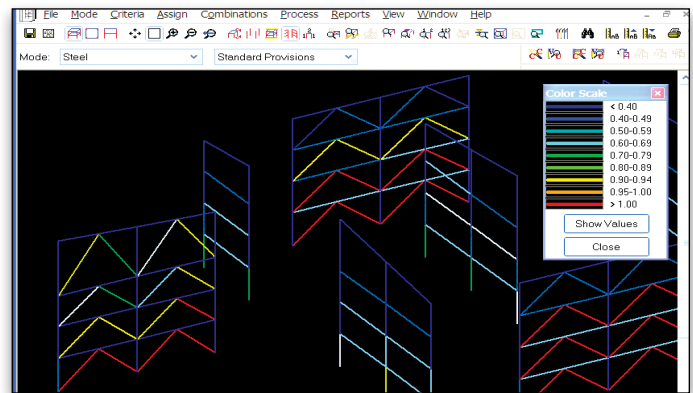 File Mode Criteria Assign Combinations Process Reports View Window Help
Mode: Steel Standard Provisions
Color Scale
< 0.40
0.40-0.49
0.50-0.59
0.60-0.69
0.70-0.79
0.80-0.89
0.90-0.94
0.95-1.00
> 1.00
Show Values
Close